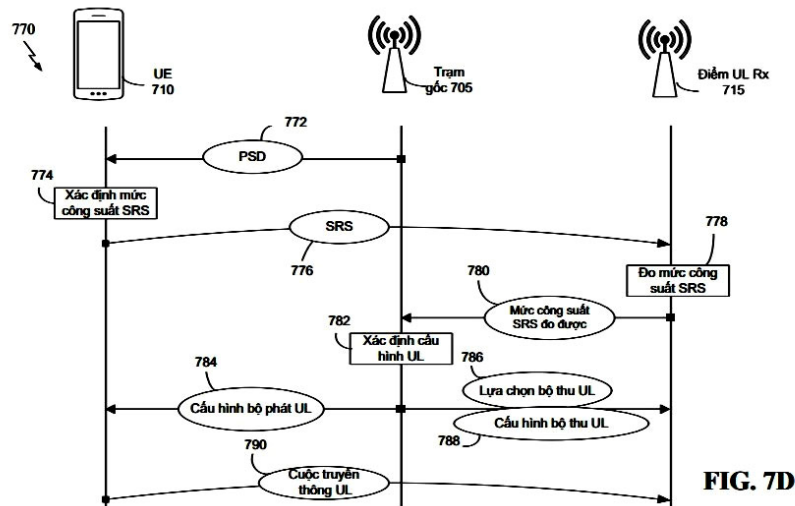 770
UE
710
Trạm
gốc 705
Điểm UL Rx
715
772
PSD
774
Xác định mức
công suất SRS
SRS
776
778
Đo mức công
suất SRS
780
Mức công suất
SRS đo được
782
Xác định cấu
hình UL
784
Cấu hình bộ phát UL
786
Lựa chọn bộ thu UL
Cấu hình bộ thu UL
788
790
Cuộc truyền
thông UL
FIG. 7D